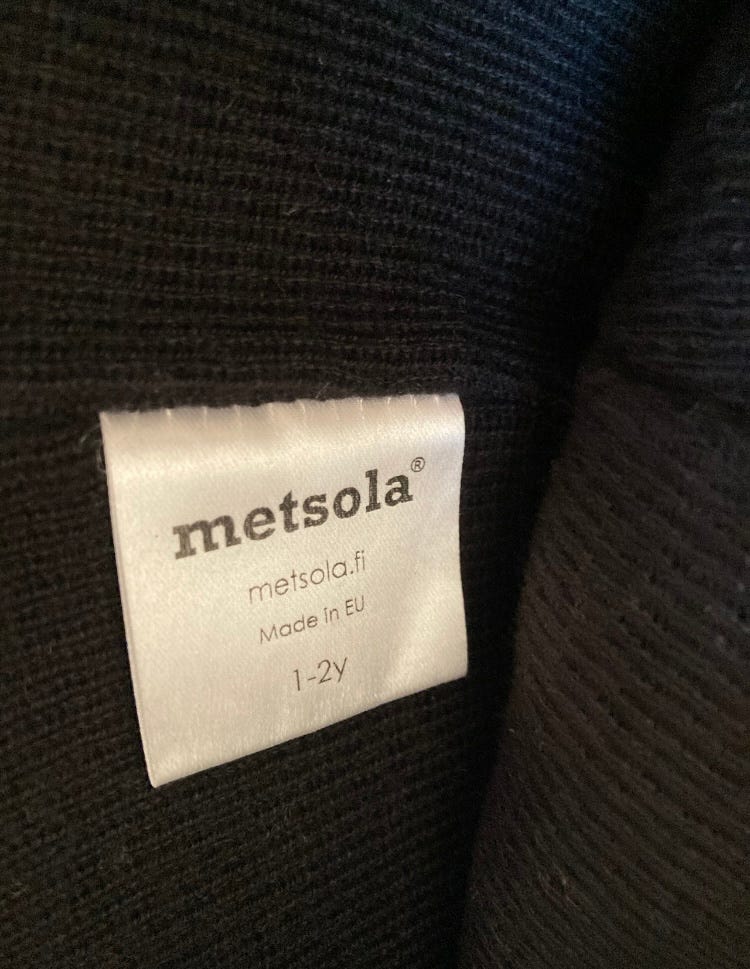 metsola®
metsola.fi
Made in EU
1-2y